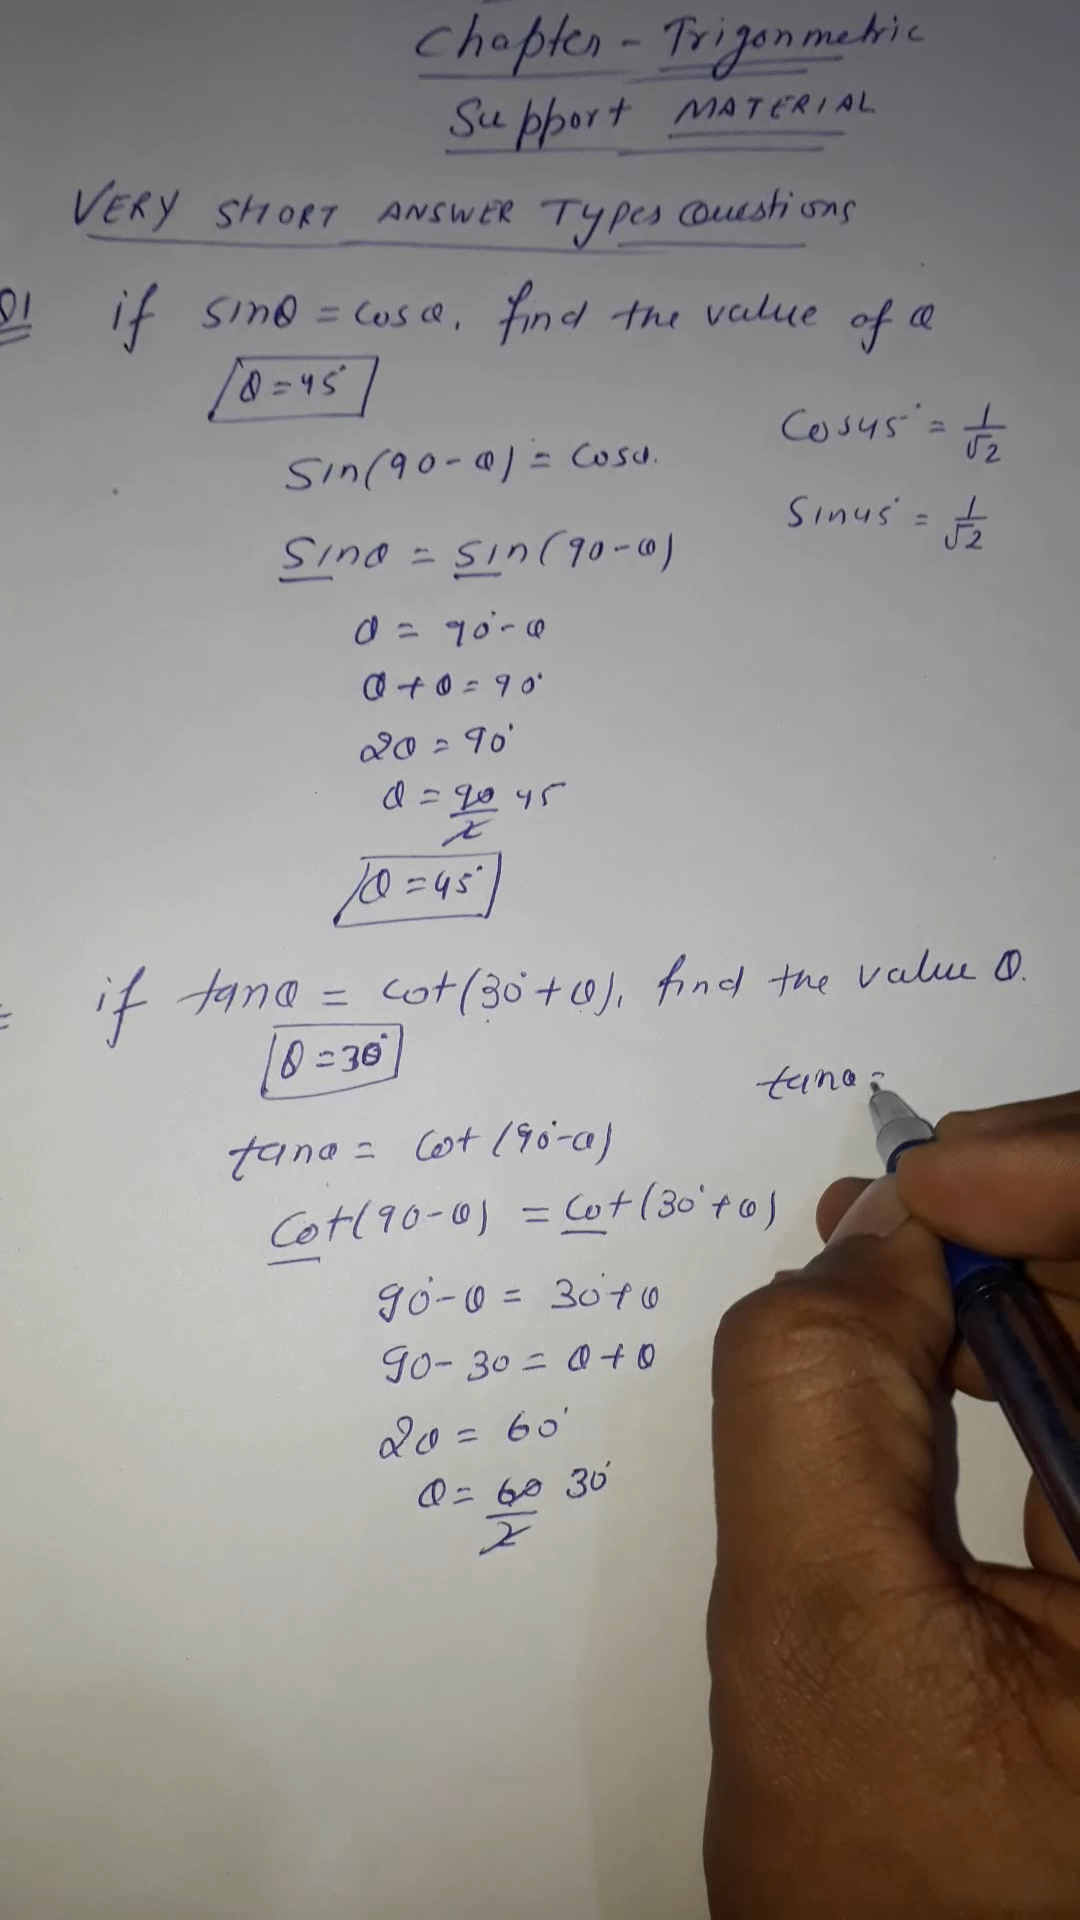 Chapter - Trigonmetric
Support MATERIAL
VERY SHORT ANSWER Types Questions
Q1 if sinθ = cosθ, find the value of θ
θ = 45°
Cos45° = 1/√2
Sin(90-θ) = Cosθ.
Sin45° = 1/√2
Sinθ = Sin(90-θ)
θ = 90°-θ
θ+θ = 90°
2θ = 90°
θ = 90/2 45
θ = 45°
if tanθ = cot(30°+θ), find the value θ.
θ = 30°
tanθ =
tanθ = Cot(90°-θ)
Cot(90-θ) = Cot(30°+θ)
90°-θ = 30°+θ
90-30 = θ+θ
2θ = 60°
θ = 60/2 30°